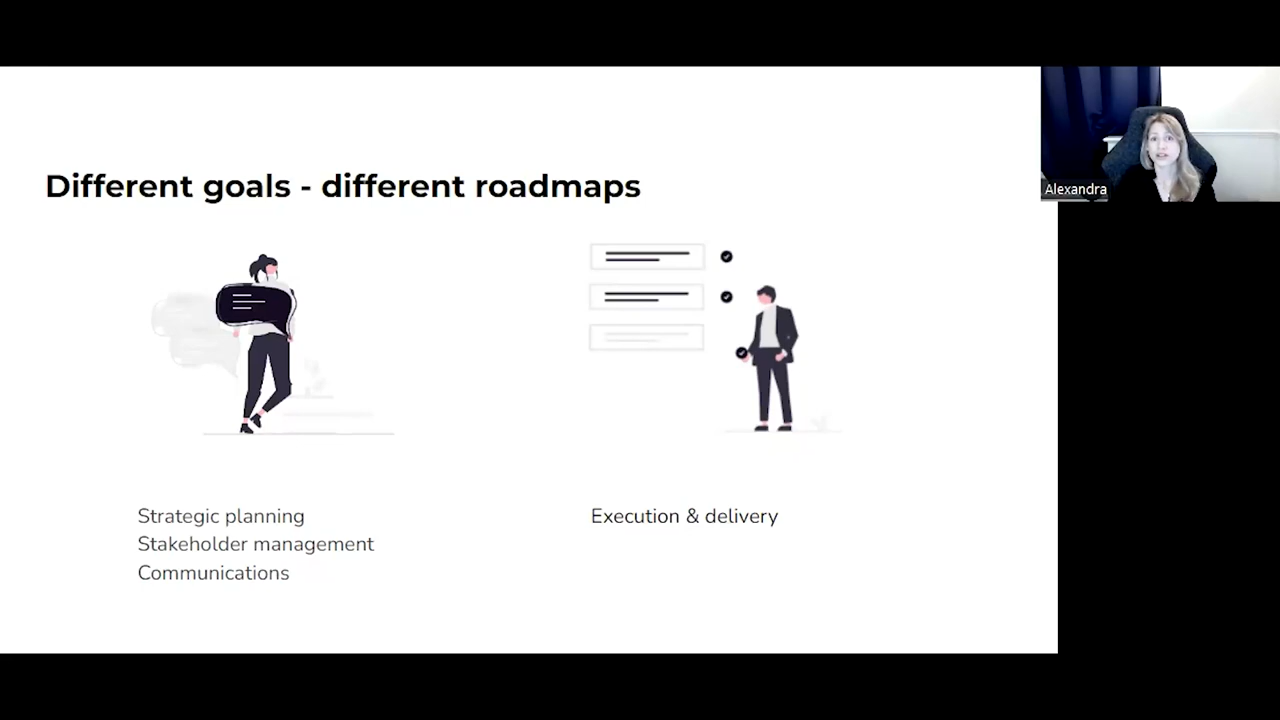 Different goals - different roadmaps
Alexandra
Strategic planning
Stakeholder management
Communications
Execution & delivery